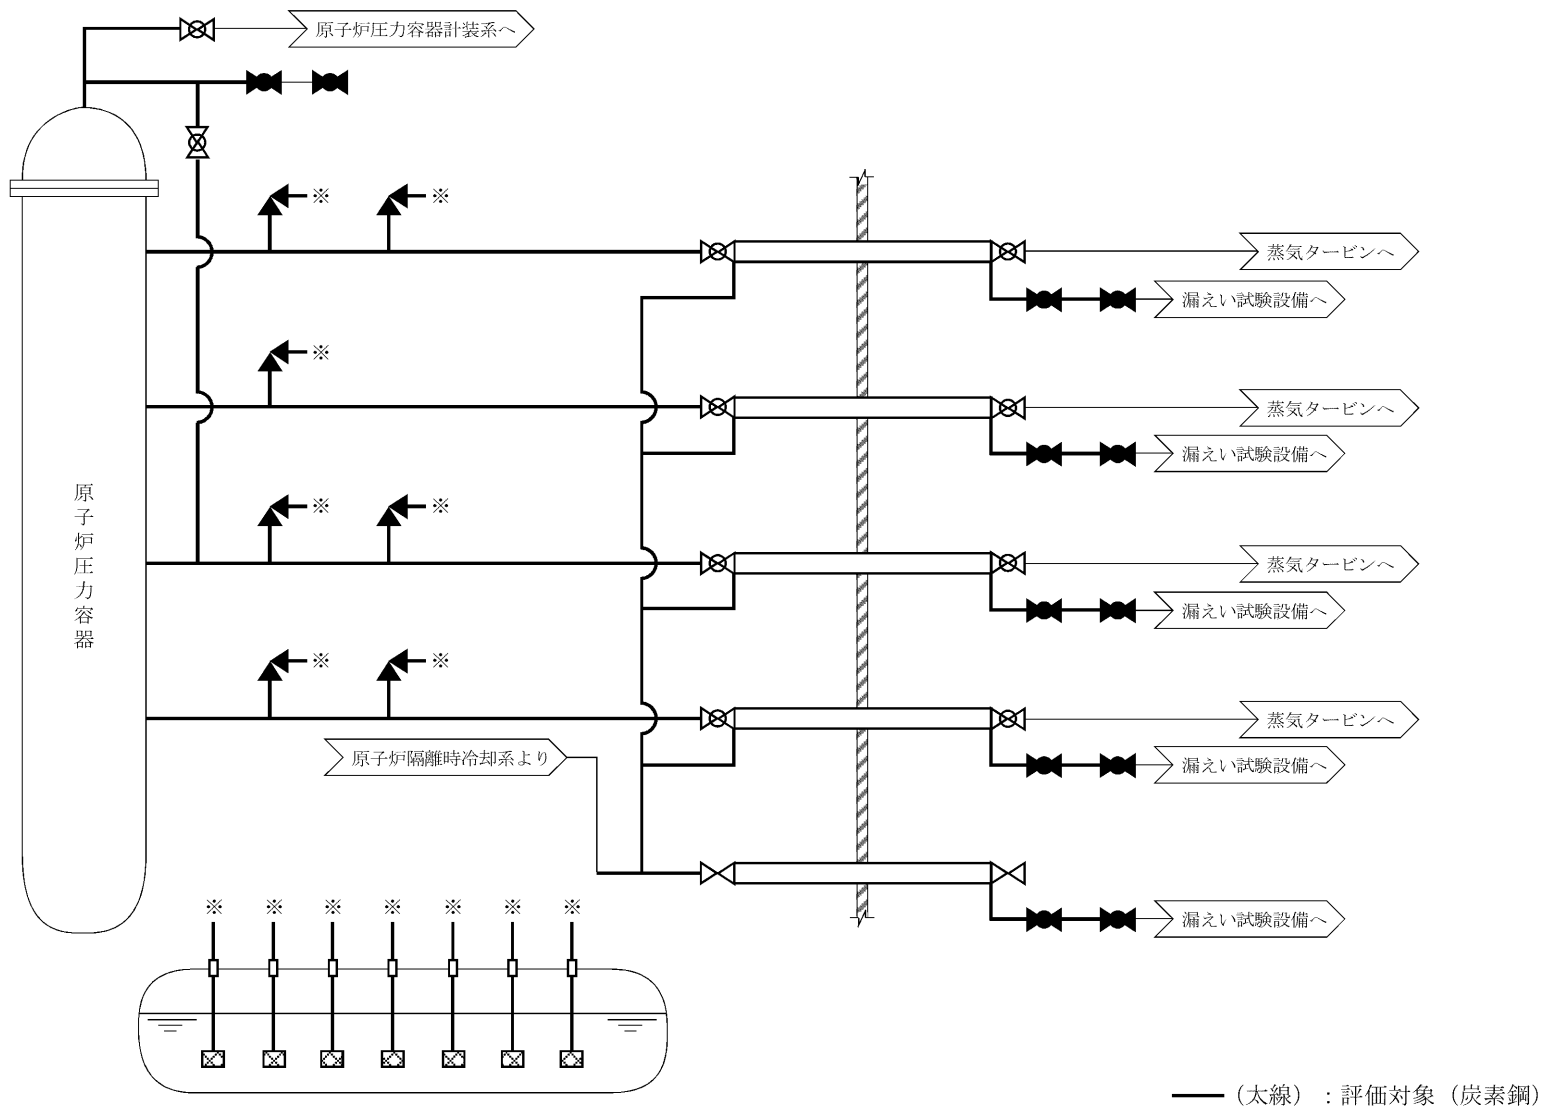 原子炉圧力容器計装系へ
※ ※
蒸気タービンへ
漏えい試験設備へ
※
蒸気タービンへ
漏えい試験設備へ
原子炉圧力容器
※ ※
蒸気タービンへ
漏えい試験設備へ
※ ※
蒸気タービンへ
原子炉隔離時冷却系より
漏えい試験設備へ
※ ※ ※ ※ ※ ※ ※
漏えい試験設備へ
（太線）：評価対象（炭素鋼）